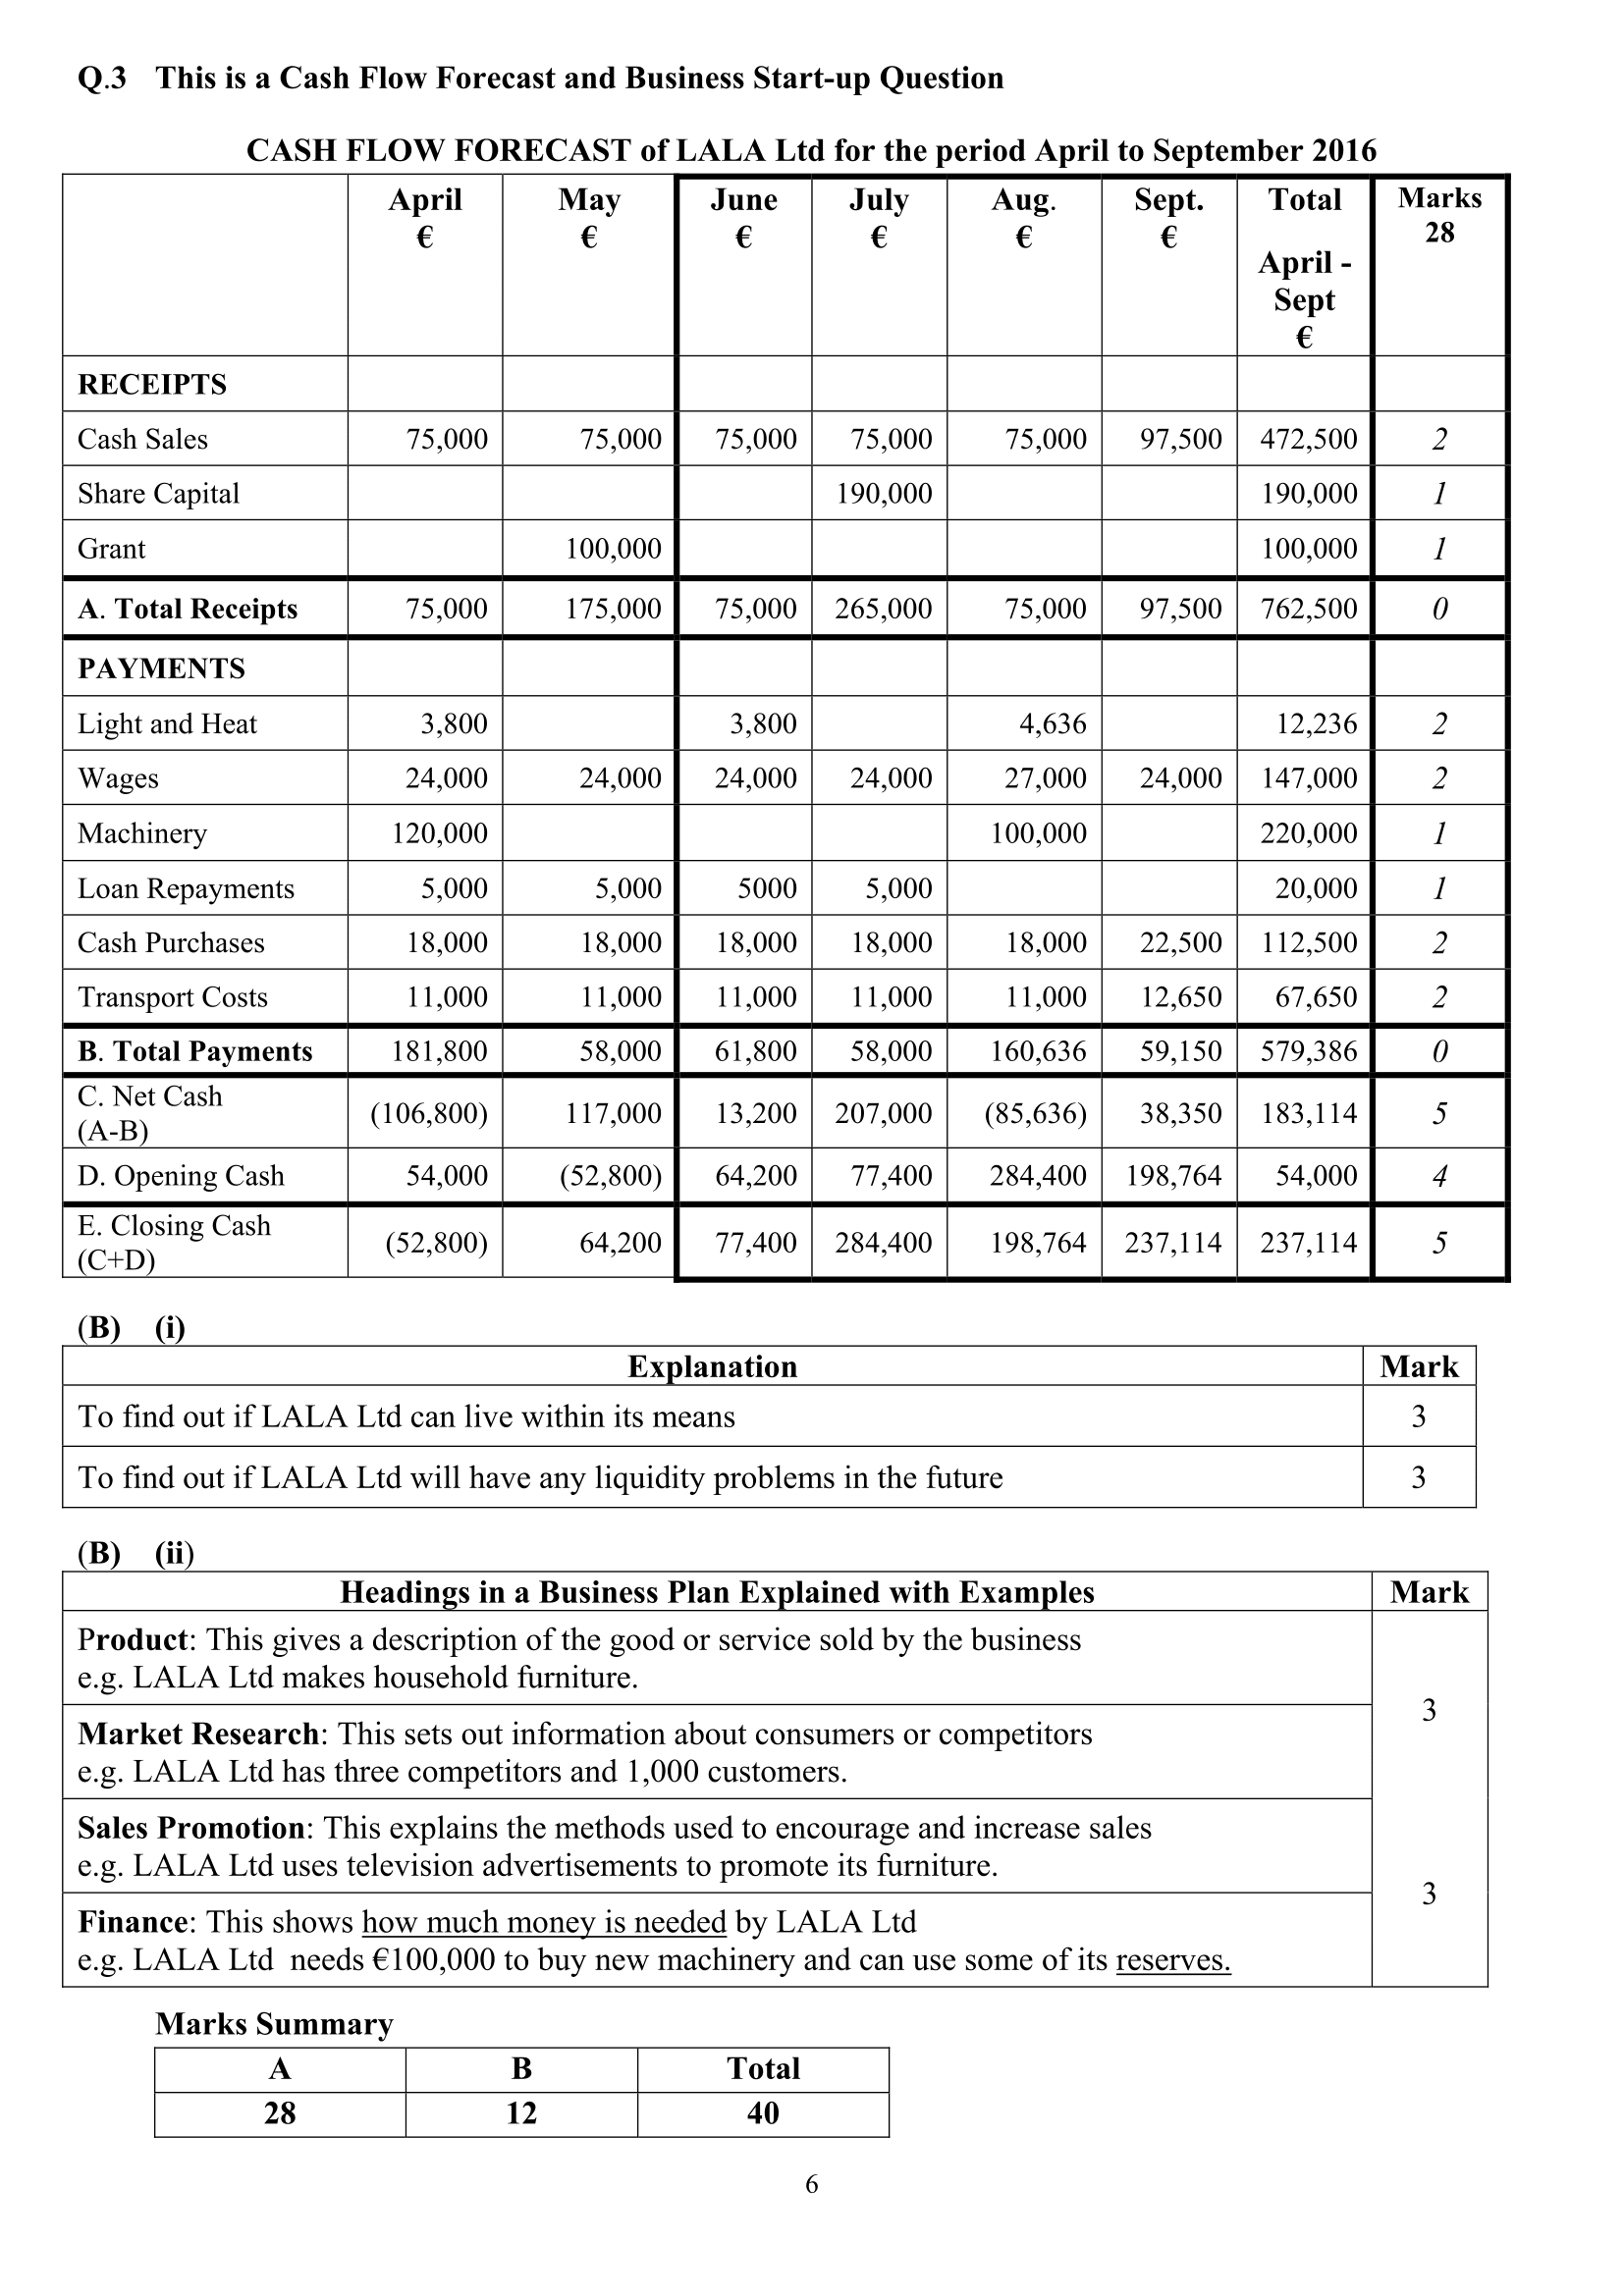 Q.3 This is a Cash Flow Forecast and Business Start-up Question
CASH FLOW FORECAST of LALA Ltd for the period April to September 2016
April € May € June € July € Aug. € Sept. € Total April - Sept € Marks 28
RECEIPTS
Cash Sales 75,000 75,000 75,000 75,000 75,000 97,500 472,500 2
Share Capital 190,000 190,000 1
Grant 100,000 100,000 1
A. Total Receipts 75,000 175,000 75,000 265,000 75,000 97,500 762,500 0
PAYMENTS
Light and Heat 3,800 3,800 4,636 12,236 2
Wages 24,000 24,000 24,000 24,000 27,000 24,000 147,000 2
Machinery 120,000 100,000 220,000 1
Loan Repayments 5,000 5,000 5000 5,000 20,000 1
Cash Purchases 18,000 18,000 18,000 18,000 18,000 22,500 112,500 2
Transport Costs 11,000 11,000 11,000 11,000 11,000 12,650 67,650 2
B. Total Payments 181,800 58,000 61,800 58,000 160,636 59,150 579,386 0
C. Net Cash
(A-B) (106,800) 117,000 13,200 207,000 (85,636) 38,350 183,114 5
D. Opening Cash 54,000 (52,800) 64,200 77,400 284,400 198,764 54,000 4
E. Closing Cash
(C+D) (52,800) 64,200 77,400 284,400 198,764 237,114 237,114 5
(B) (i)
Explanation Mark
To find out if LALA Ltd can live within its means 3
To find out if LALA Ltd will have any liquidity problems in the future 3
(B) (ii)
Headings in a Business Plan Explained with Examples Mark
Product: This gives a description of the good or service sold by the business
e.g. LALA Ltd makes household furniture.
3
Market Research: This sets out information about consumers or competitors
e.g. LALA Ltd has three competitors and 1,000 customers.
Sales Promotion: This explains the methods used to encourage and increase sales
e.g. LALA Ltd uses television advertisements to promote its furniture.
3
Finance: This shows how much money is needed by LALA Ltd
e.g. LALA Ltd needs €100,000 to buy new machinery and can use some of its reserves.
Marks Summary
A B Total
28 12 40
6